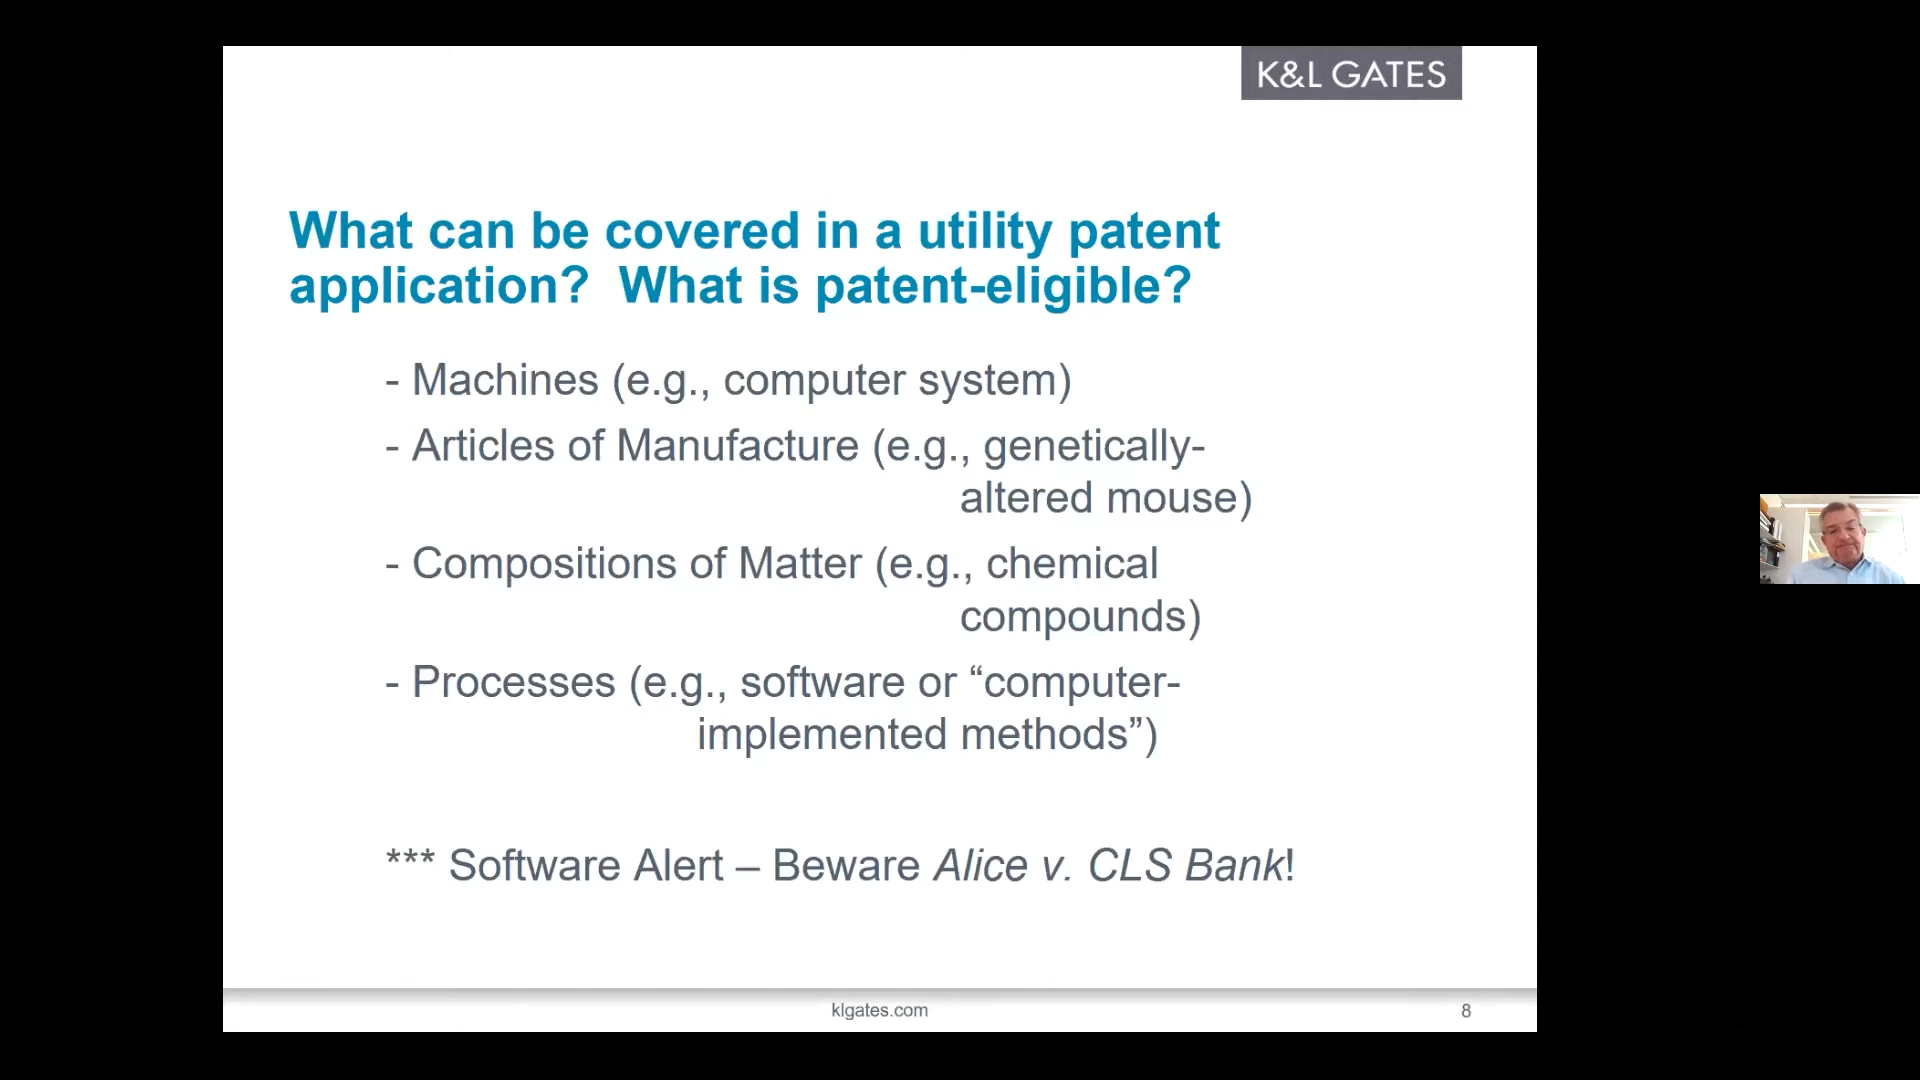 K&L GATES
What can be covered in a utility patent
application?  What is patent-eligible?
- Machines (e.g., computer system)
- Articles of Manufacture (e.g., genetically-
altered mouse)
- Compositions of Matter (e.g., chemical
compounds)
- Processes (e.g., software or “computer-
implemented methods”)
*** Software Alert – Beware Alice v. CLS Bank!
klgates.com
8